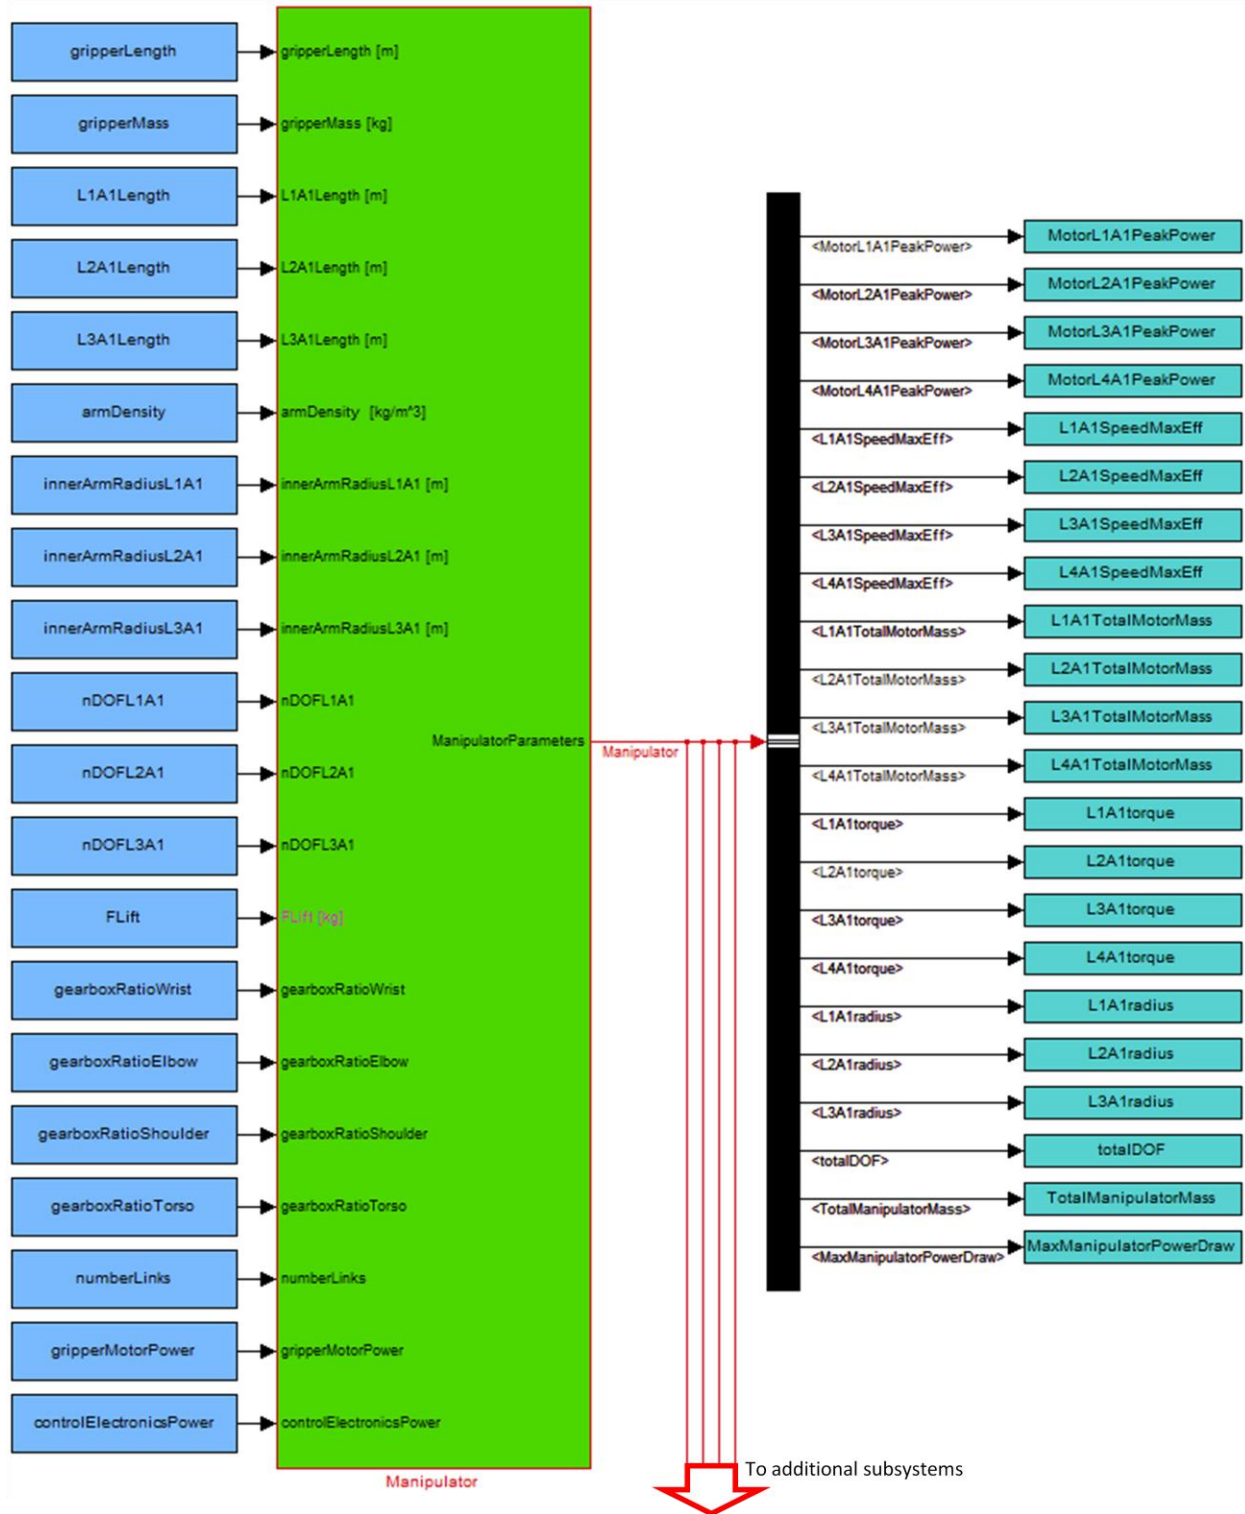 gripperLength
gripperMass
L1A1Length
L2A1Length
L3A1Length
armDensity
innerArmRadiusL1A1
innerArmRadiusL2A1
innerArmRadiusL3A1
nDOFL1A1
nDOFL2A1
nDOFL3A1
FLift
gearboxRatioWrist
gearboxRatioElbow
gearboxRatioShoulder
gearboxRatioTorso
numberLinks
gripperMotorPower
controlElectronicsPower
gripperLength [m]
gripperMass [kg]
L1A1Length [m]
L2A1Length [m]
L3A1Length [m]
armDensity [kg/m^3]
innerArmRadiusL1A1 [m]
innerArmRadiusL2A1 [m]
innerArmRadiusL3A1 [m]
nDOFL1A1
nDOFL2A1
nDOFL3A1
FLift [kg]
gearboxRatioWrist
gearboxRatioElbow
gearboxRatioShoulder
gearboxRatioTorso
numberLinks
gripperMotorPower
controlElectronicsPower
ManipulatorParameters
Manipulator
Manipulator
<MotorL1A1PeakPower>
<MotorL2A1PeakPower>
<MotorL3A1PeakPower>
<MotorL4A1PeakPower>
<L1A1SpeedMaxEff>
<L2A1SpeedMaxEff>
<L3A1SpeedMaxEff>
<L4A1SpeedMaxEff>
<L1A1TotalMotorMass>
<L2A1TotalMotorMass>
<L3A1TotalMotorMass>
<L4A1TotalMotorMass>
<L1A1torque>
<L2A1torque>
<L3A1torque>
<L4A1torque>
<L1A1radius>
<L2A1radius>
<L3A1radius>
<totalDOF>
<TotalManipulatorMass>
<MaxManipulatorPowerDraw>
MotorL1A1PeakPower
MotorL2A1PeakPower
MotorL3A1PeakPower
MotorL4A1PeakPower
L1A1SpeedMaxEff
L2A1SpeedMaxEff
L3A1SpeedMaxEff
L4A1SpeedMaxEff
L1A1TotalMotorMass
L2A1TotalMotorMass
L3A1TotalMotorMass
L4A1TotalMotorMass
L1A1torque
L2A1torque
L3A1torque
L4A1torque
L1A1radius
L2A1radius
L3A1radius
totalDOF
TotalManipulatorMass
MaxManipulatorPowerDraw
To additional subsystems